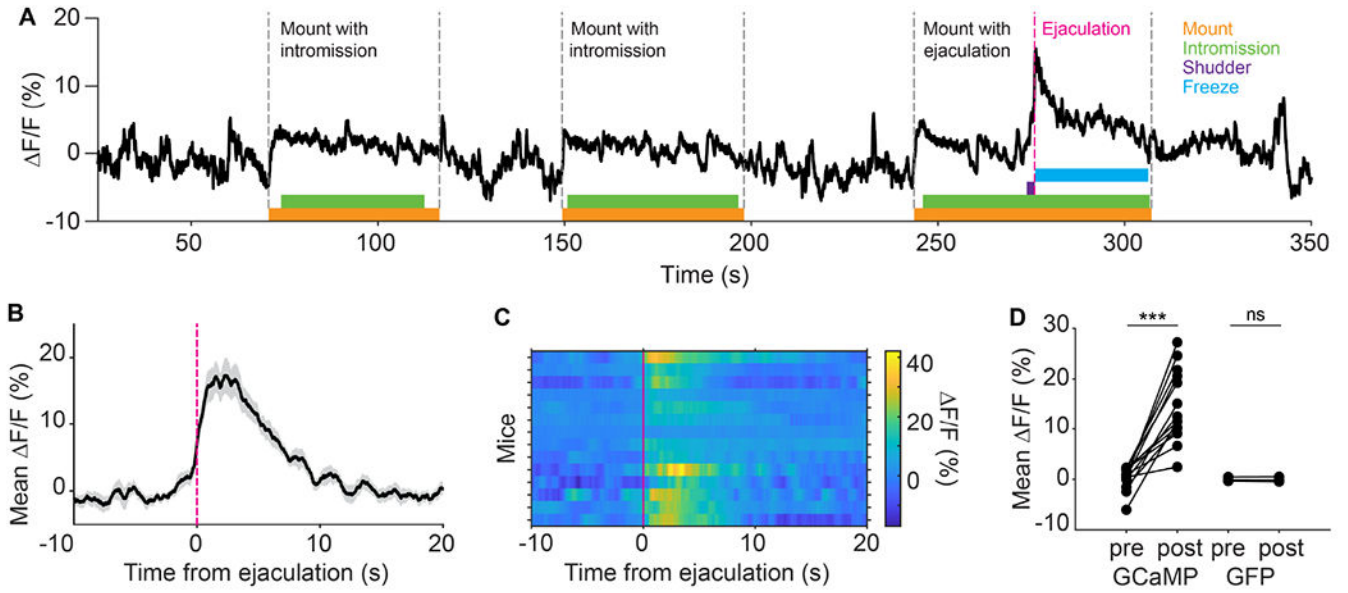 A
20
10
0
-10
ΔF/F (%)
Mount with
intromission
Mount with
intromission
Mount with
ejaculation
Ejaculation
Mount
Intromission
Shudder
Freeze
50
100
150
200
250
300
350
Time (s)
B
20
10
0
Mean ΔF/F (%)
-10
0
10
20
Time from ejaculation (s)
C
Mice
-10
0
10
20
Time from ejaculation (s)
40
20
0
ΔF/F (%)
D
30
20
10
0
-10
Mean ΔF/F (%)
***
ns
pre post pre post
GCaMP GFP